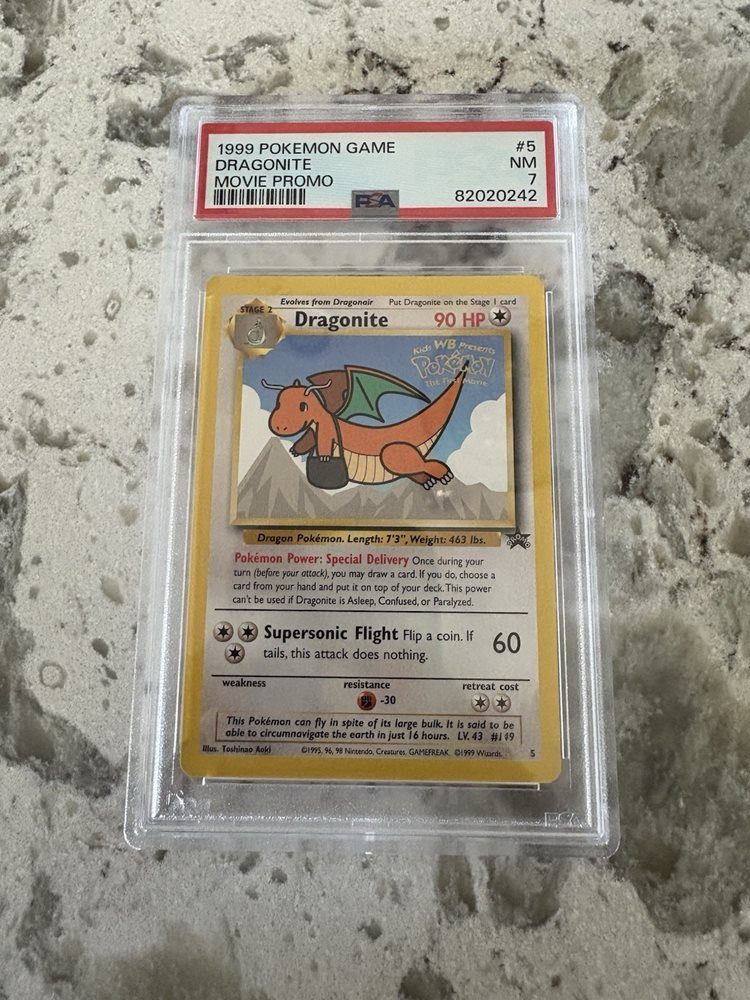 1999 POKEMON GAME #5
DRAGONITE NM
MOVIE PROMO 7
PSA 82020242
Evolves from Dragonair Put Dragonite on the Stage 1 card
STAGE 2 Dragonite 90 HP
Kids WB Presents
POKéMON
The First Movie
Dragon Pokémon. Length: 7'3", Weight: 463 lbs.
PROMO
Pokémon Power: Special Delivery Once during your
turn (before your attack), you may draw a card. If you do, choose a
card from your hand and put it on top of your deck. This power
can't be used if Dragonite is Asleep, Confused, or Paralyzed.
Supersonic Flight Flip a coin. If
tails, this attack does nothing. 60
weakness resistance retreat cost
-30
This Pokémon can fly in spite of its large bulk. It is said to be
able to circumnavigate the earth in just 16 hours. LV. 43 #149
Illus. Toshinao Aoki ©1995, 96, 98 Nintendo, Creatures, GAMEFREAK ©1999 Wizards 5
PSA